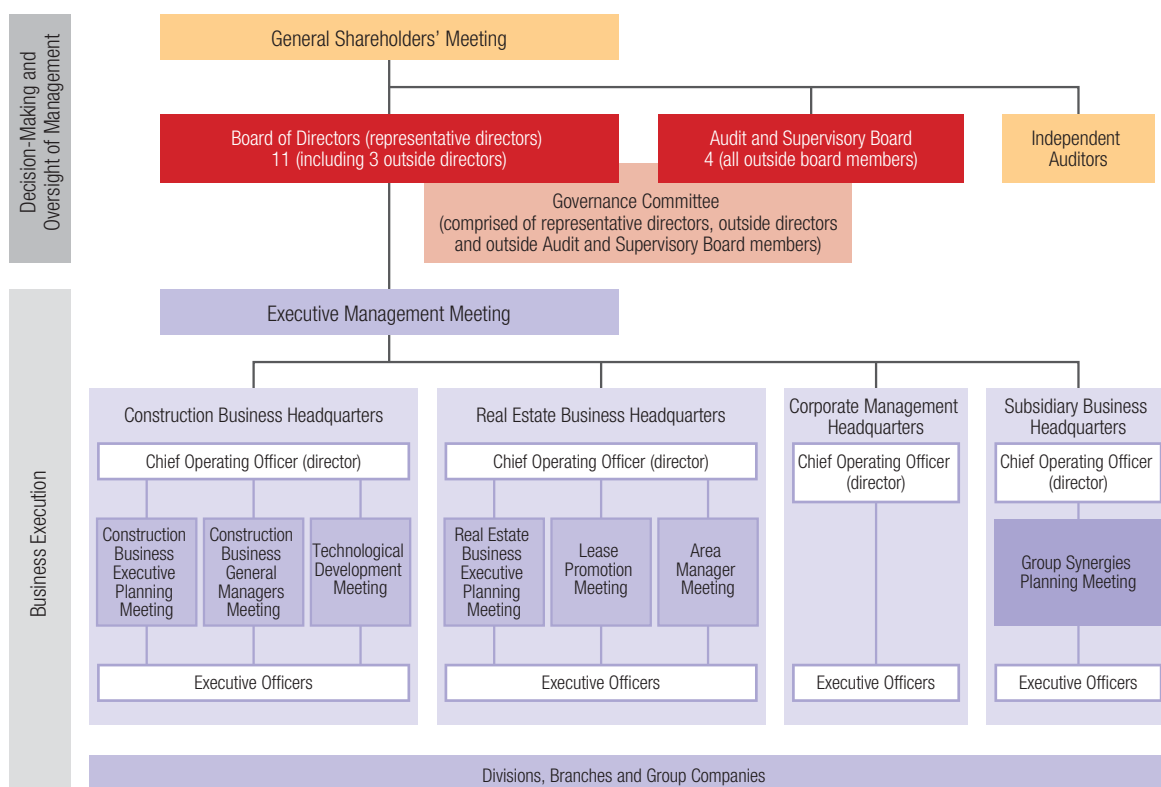 Decision-Making and
Oversight of Management
General Shareholders' Meeting
Board of Directors (representative directors)
11 (including 3 outside directors)
Audit and Supervisory Board
4 (all outside board members)
Independent
Auditors
Governance Committee
(comprised of representative directors, outside directors
and outside Audit and Supervisory Board members)
Business Execution
Executive Management Meeting
Construction Business Headquarters
Chief Operating Officer (director)
Construction
Business
Executive
Planning
Meeting
Construction
Business
General
Managers
Meeting
Technological
Development
Meeting
Executive Officers
Real Estate Business Headquarters
Chief Operating Officer (director)
Real Estate
Business
Executive
Planning
Meeting
Lease
Promotion
Meeting
Area
Manager
Meeting
Executive Officers
Corporate Management
Headquarters
Chief Operating Officer
(director)
Executive Officers
Subsidiary Business
Headquarters
Chief Operating Officer
(director)
Group Synergies
Planning Meeting
Executive Officers
Divisions, Branches and Group Companies